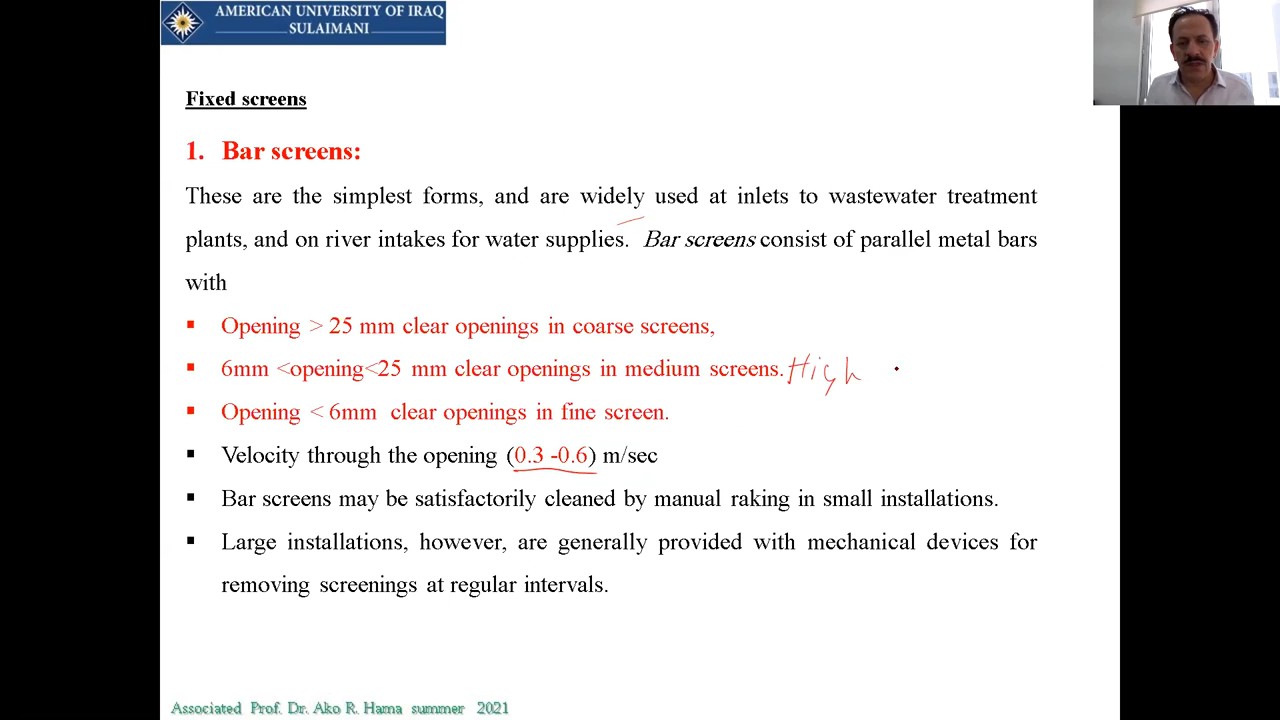 AMERICAN UNIVERSITY OF IRAQ
SULAIMANI
Fixed screens
1. Bar screens:
These are the simplest forms, and are widely used at inlets to wastewater treatment
plants, and on river intakes for water supplies. Bar screens consist of parallel metal bars
with
▪ Opening > 25 mm clear openings in coarse screens,
▪ 6mm <opening<25 mm clear openings in medium screens. High
▪ Opening < 6mm clear openings in fine screen.
▪ Velocity through the opening (0.3 -0.6) m/sec
▪ Bar screens may be satisfactorily cleaned by manual raking in small installations.
▪ Large installations, however, are generally provided with mechanical devices for
removing screenings at regular intervals.
Associated Prof. Dr. Ako R. Hama summer 2021